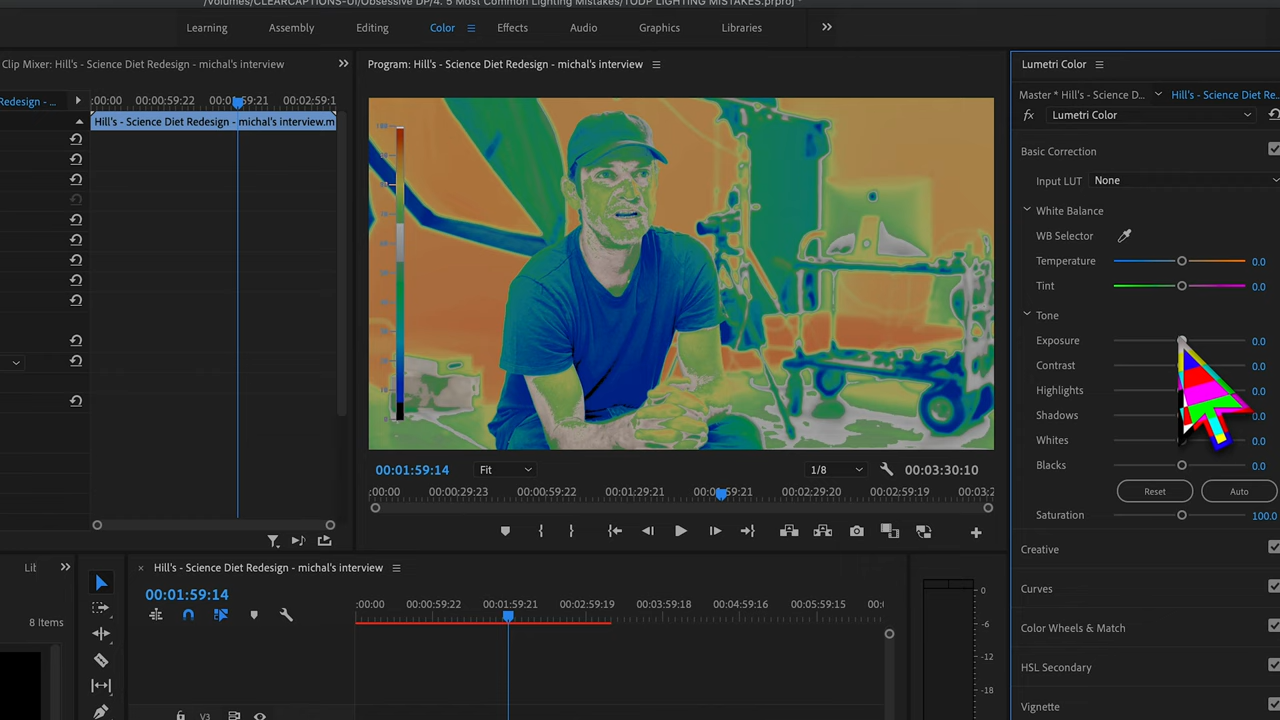 /Volumes/CLEARCAPTIONS-UI/Obsessive DP/4. 5 Most Common Lighting Mistakes/TODP LIGHTING MISTAKES.prproj *
Learning Assembly Editing Color Effects Audio Graphics Libraries
Clip Mixer: Hill's - Science Diet Redesign - michal's interview
Program: Hill's - Science Diet Redesign - michal's interview
Lumetri Color
Redesign - ...
:00:00 00:00:59:22 00:01:59:21 00:02:59:1
Hill's - Science Diet Redesign - michal's interview.m
Master * Hill's - Science D...
Hill's - Science Diet Re...
fx Lumetri Color
Basic Correction
Input LUT None
White Balance
WB Selector
Temperature 0.0
Tint 0.0
Tone
Exposure 0.0
Contrast 0.0
Highlights 0.0
Shadows 0.0
Whites 0.0
Blacks 0.0
Reset Auto
Saturation 100.0
Creative
Curves
Color Wheels & Match
HSL Secondary
Vignette
00:01:59:14 Fit 1/8 00:03:30:10
:00:00 00:00:29:23 00:00:59:22 00:01:29:21 00:01:59:21 00:02:29:20 00:02:59:19 00:03:2
Lit
8 Items
× Hill's - Science Diet Redesign - michal's interview
00:01:59:14
:00:00 00:00:59:22 00:01:59:21 00:02:59:19 00:03:59:18 00:04:59:16 00:05:59:15 00:0
V3
0
-6
-12
-18